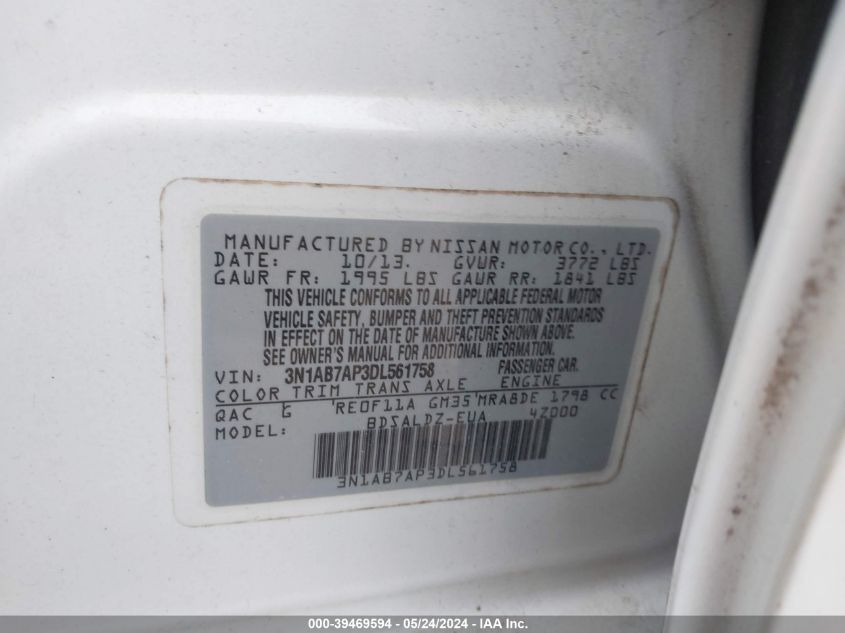 MANUFACTURED BY NISSAN MOTOR CO., LTD.
DATE: 10/13. GVWR: 3772 LBS
GAWR FR: 1995 LBS GAWR RR: 1841 LBS
THIS VEHICLE CONFORMS TO ALL APPLICABLE FEDERAL MOTOR
VEHICLE SAFETY, BUMPER AND THEFT PREVENTION STANDARDS
IN EFFECT ON THE DATE OF MANUFACTURE SHOWN ABOVE.
SEE OWNER'S MANUAL FOR ADDITIONAL INFORMATION.
VIN: 3N1AB7AP3DL561758 PASSENGER CAR.
COLOR TRIM TRANS AXLE ENGINE
QAC G RE0F11A GM35 MRA8DE 1798 CC
MODEL: BDSALDZ-EUA 4Z000
3N1AB7AP3DL561758
000-39469594 - 05/24/2024 - IAA Inc.